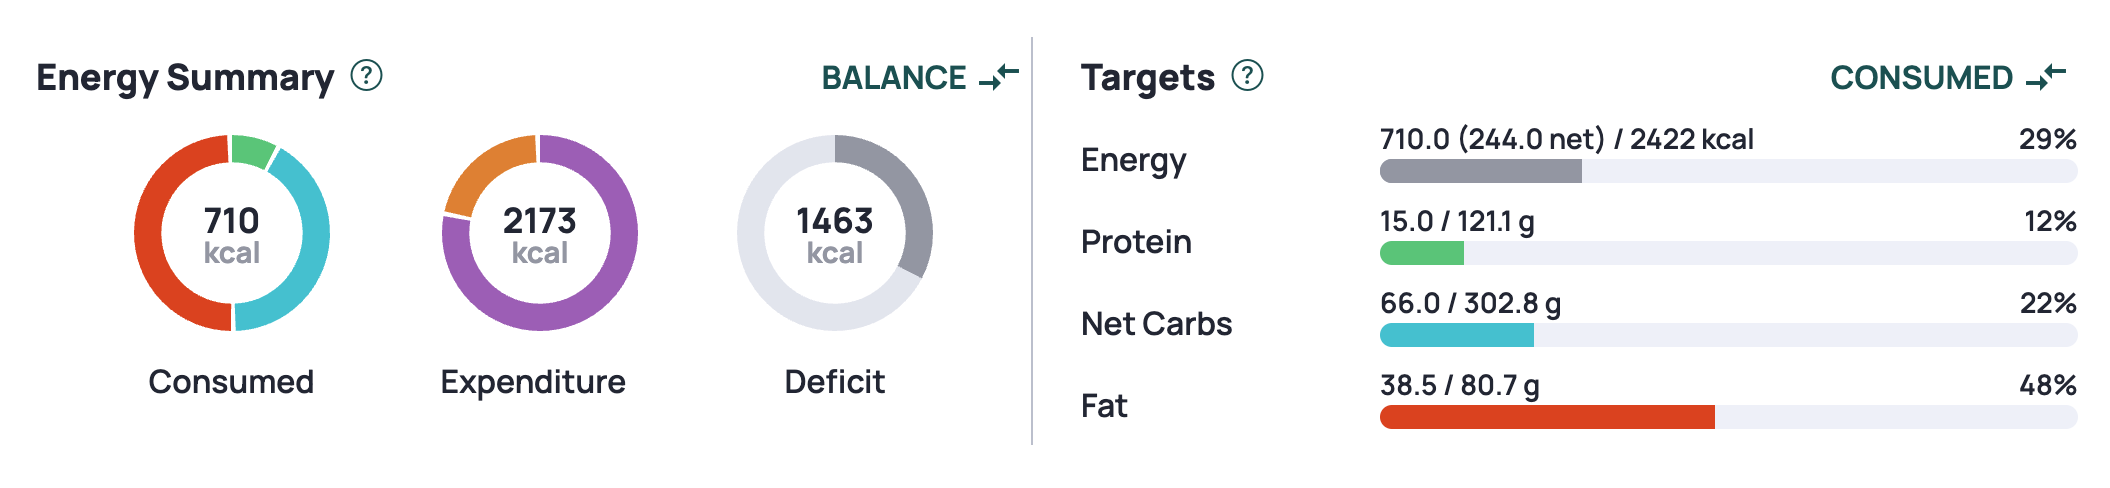 Energy Summary ?
BALANCE
710
kcal
Consumed
2173
kcal
Expenditure
1463
kcal
Deficit
Targets ?
CONSUMED
Energy
710.0 (244.0 net) / 2422 kcal
29%
Protein
15.0 / 121.1 g
12%
Net Carbs
66.0 / 302.8 g
22%
Fat
38.5 / 80.7 g
48%